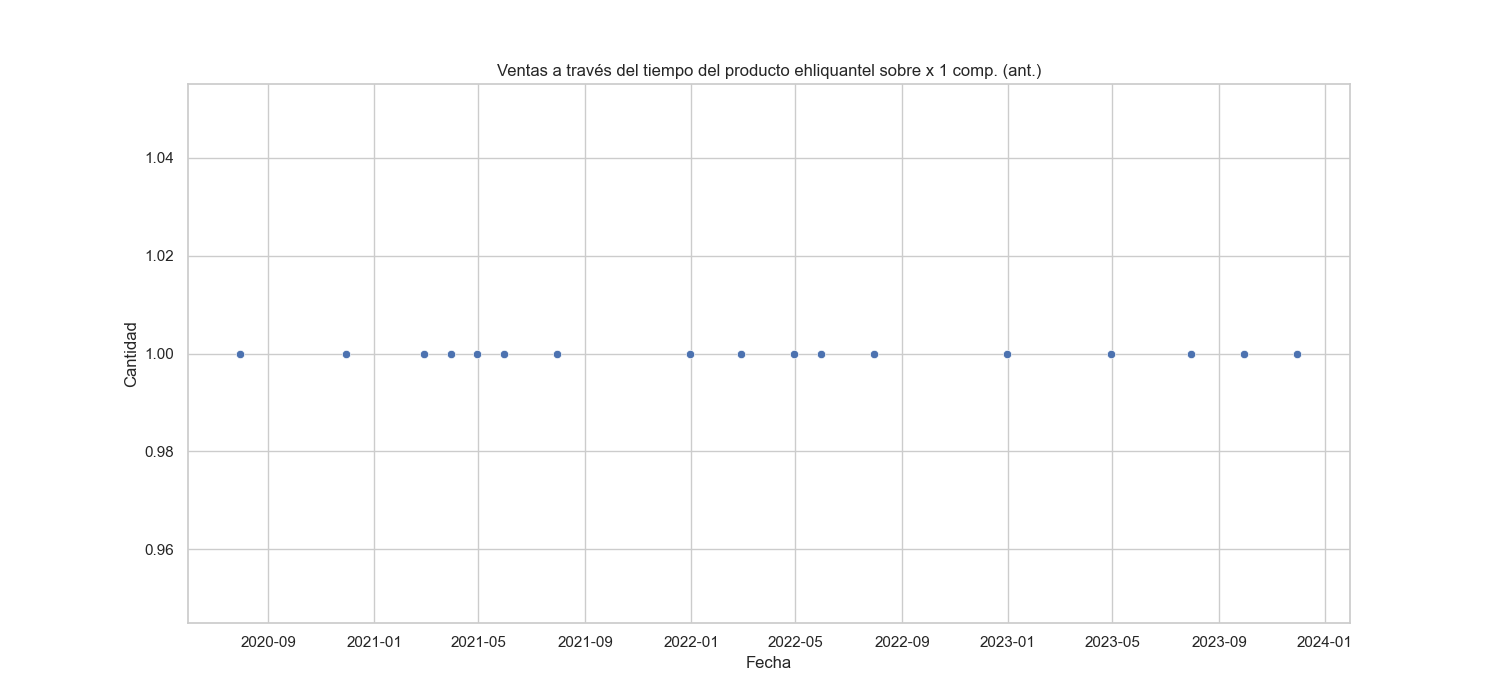 Ventas a través del tiempo del producto ehliquantel sobre x 1 comp. (ant.)
1.04
1.02
1.00
0.98
0.96
Cantidad
2020-09 2021-01 2021-05 2021-09 2022-01 2022-05 2022-09 2023-01 2023-05 2023-09 2024-01
Fecha